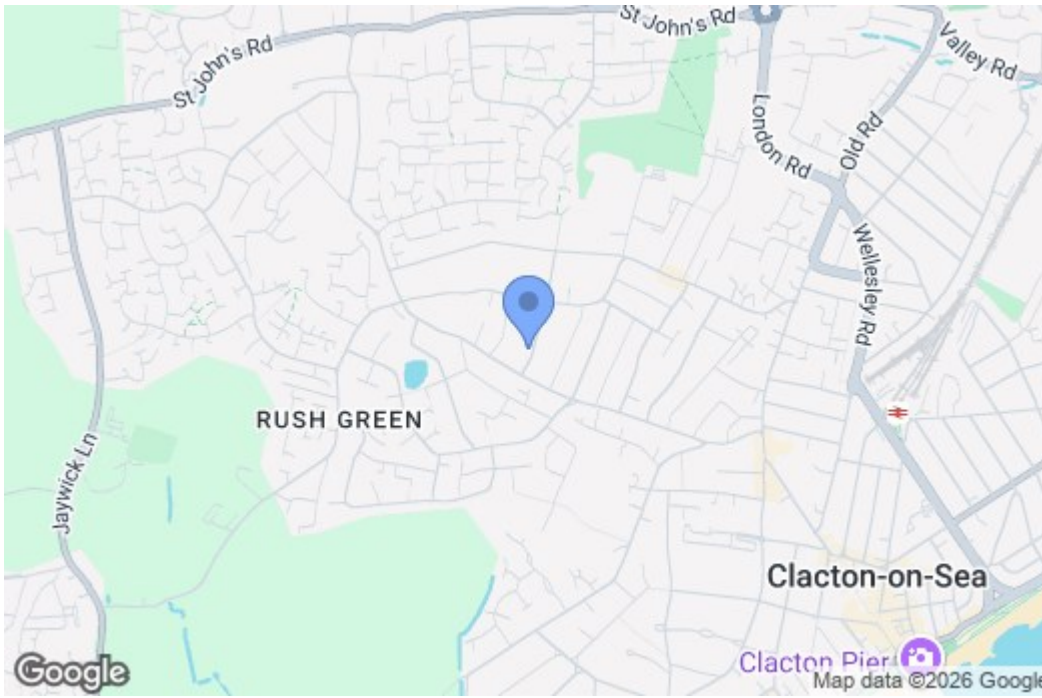 St John's Rd
St John's Rd
Valley Rd
London Rd
Old Rd
Wellesley Rd
RUSH GREEN
Jaywick Ln
Clacton-on-Sea
Clacton Pier
Google
Map data ©2026 Google